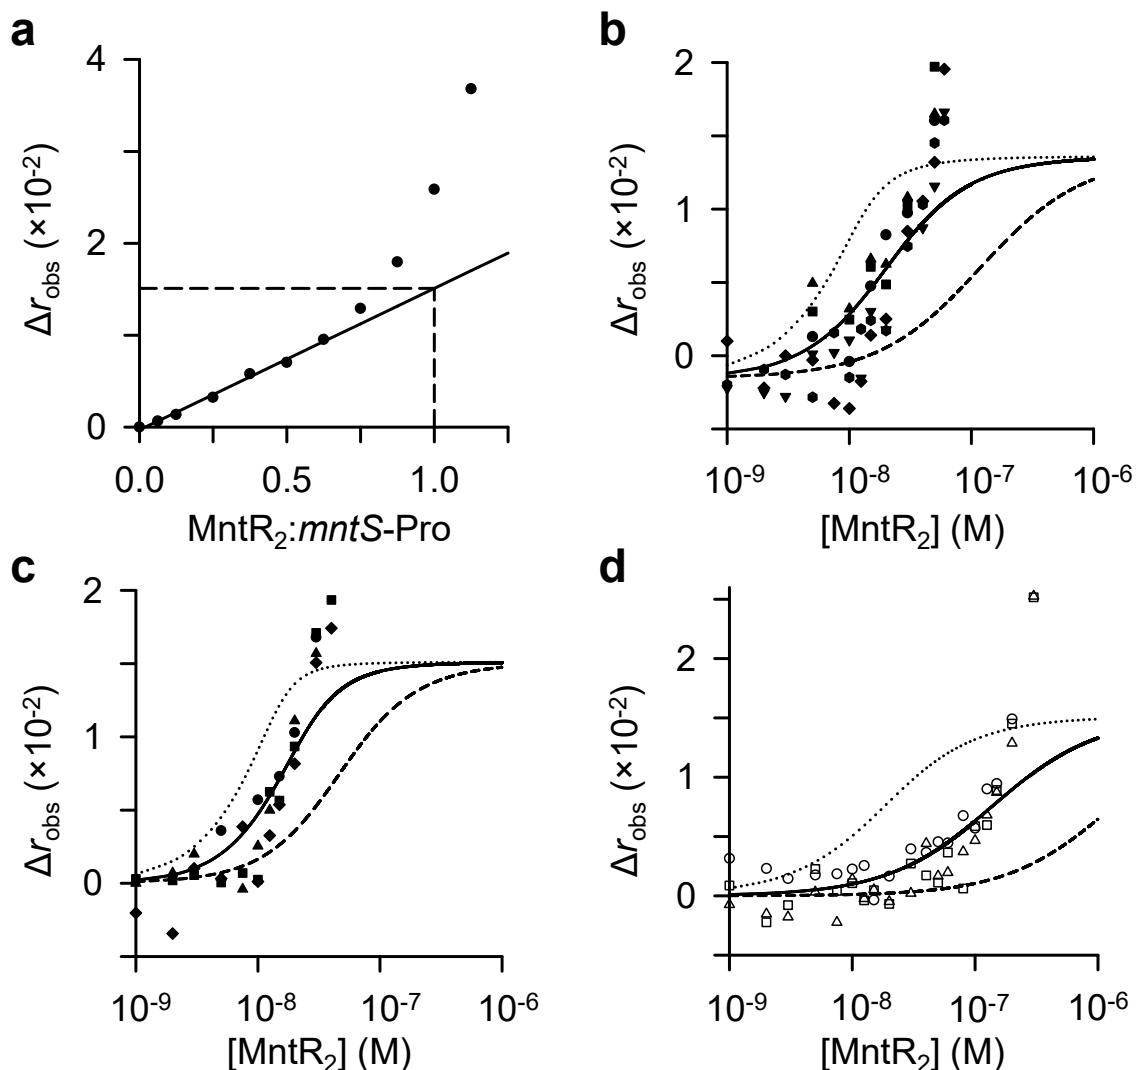 a
4
2
0
Δr_obs (×10⁻²)
0.0 0.5 1.0
MntR₂:mntS-Pro
b
2
1
0
Δr_obs (×10⁻²)
10⁻⁹ 10⁻⁸ 10⁻⁷ 10⁻⁶
[MntR₂] (M)
c
2
1
0
Δr_obs (×10⁻²)
10⁻⁹ 10⁻⁸ 10⁻⁷ 10⁻⁶
[MntR₂] (M)
d
2
1
0
Δr_obs (×10⁻²)
10⁻⁹ 10⁻⁸ 10⁻⁷ 10⁻⁶
[MntR₂] (M)